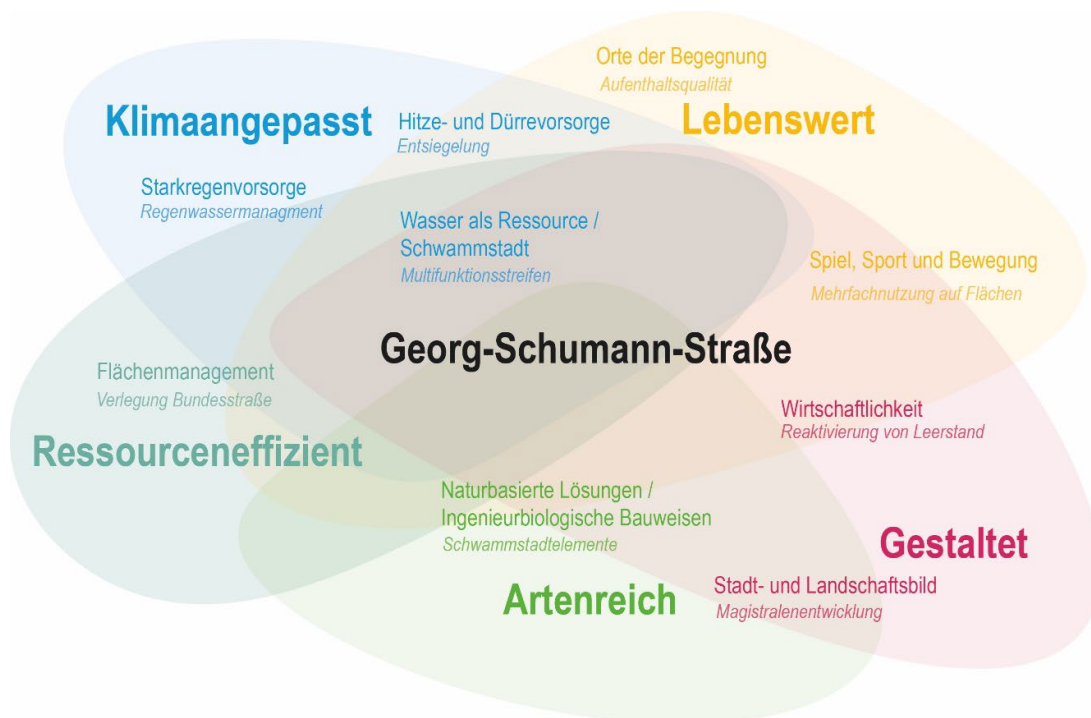 Orte der Begegnung
Aufenthaltsqualität
Klimaangepasst
Hitze- und Dürrevorsorge
Entsiegelung
Lebenswert
Starkregenvorsorge
Regenwassermanagment
Wasser als Ressource /
Schwammstadt
Multifunktionsstreifen
Spiel, Sport und Bewegung
Mehrfachnutzung auf Flächen
Georg-Schumann-Straße
Flächenmanagement
Verlegung Bundesstraße
Ressourceneffizient
Wirtschaftlichkeit
Reaktivierung von Leerstand
Naturbasierte Lösungen /
Ingenieurbiologische Bauweisen
Schwammstadtelemente
Gestaltet
Artenreich
Stadt- und Landschaftsbild
Magistralenentwicklung